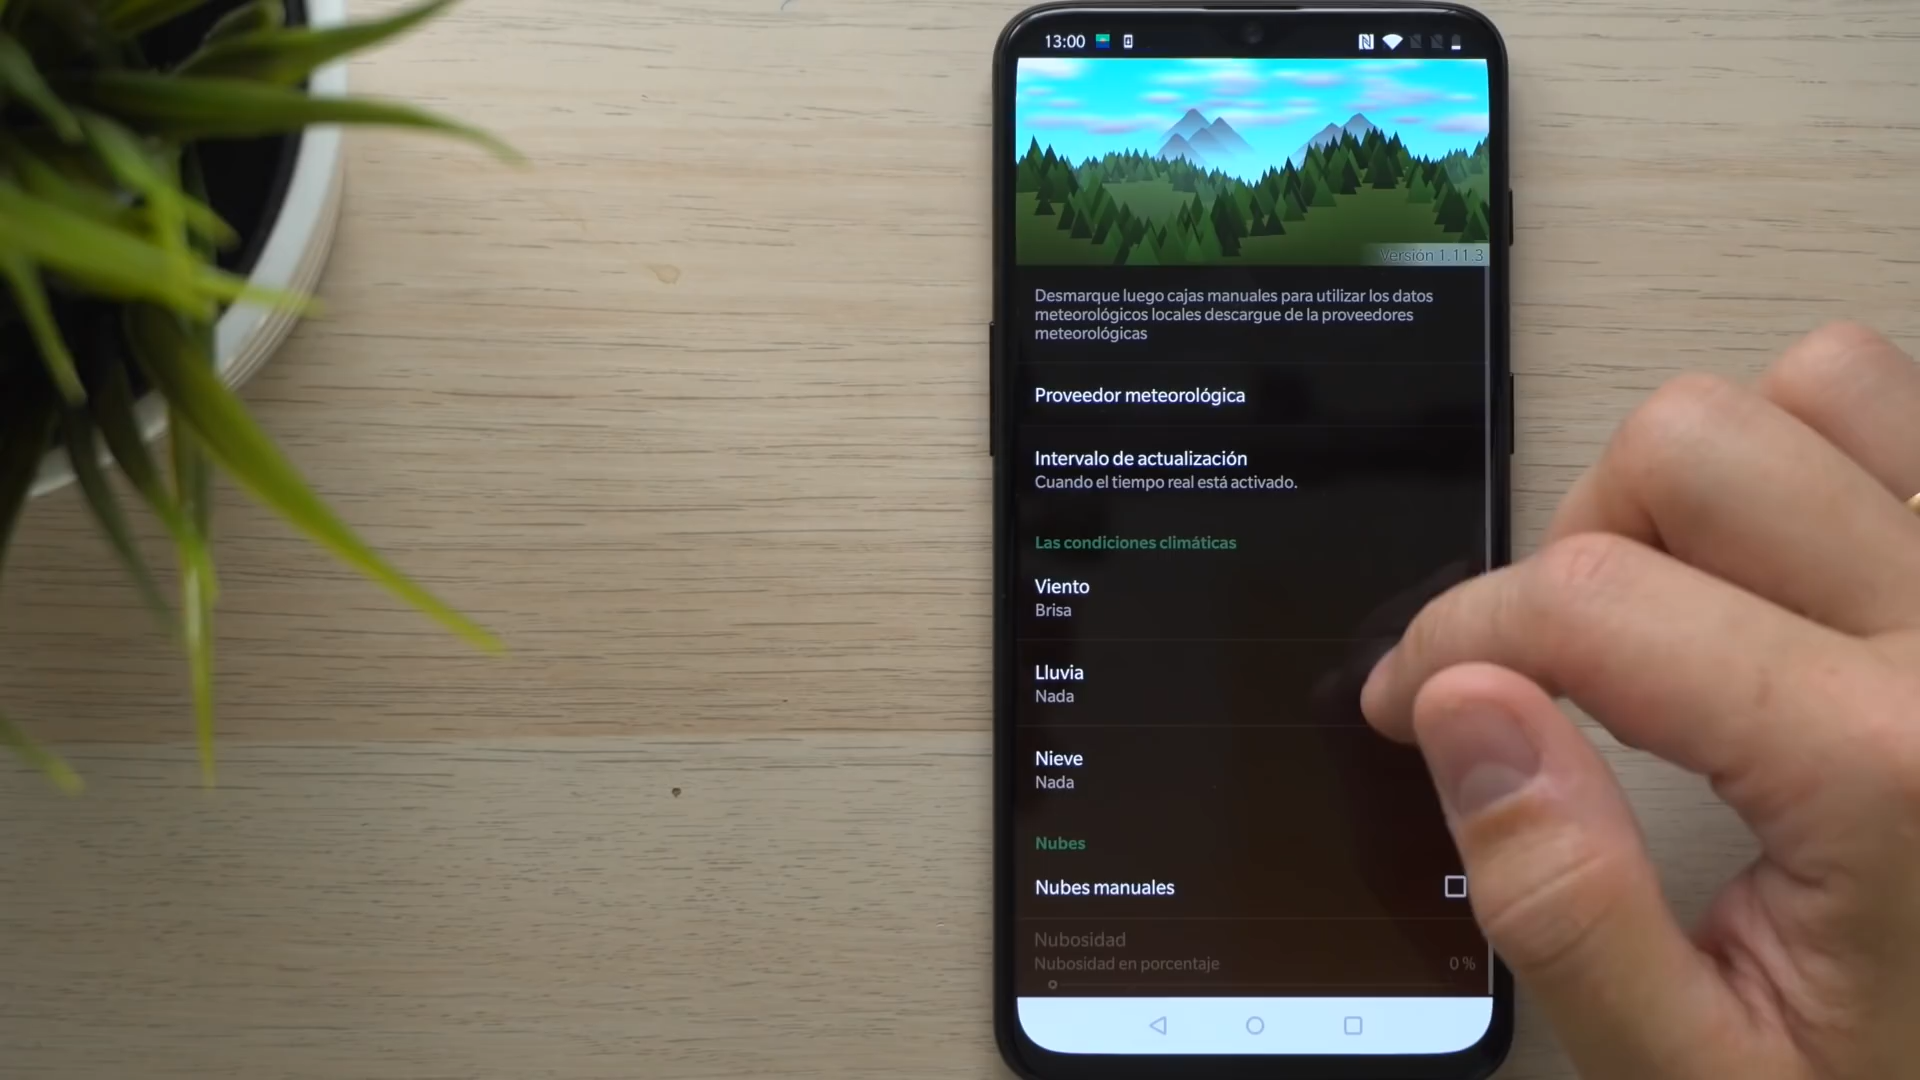 13:00
Versión 1.11.3
Desmarque luego cajas manuales para utilizar los datos
meteorológicos locales descargue de la proveedores
meteorológicas
Proveedor meteorológica
Intervalo de actualización
Cuando el tiempo real está activado.
Las condiciones climáticas
Viento
Brisa
Lluvia
Nada
Nieve
Nada
Nubes
Nubes manuales
Nubosidad
Nubosidad en porcentaje 0 %